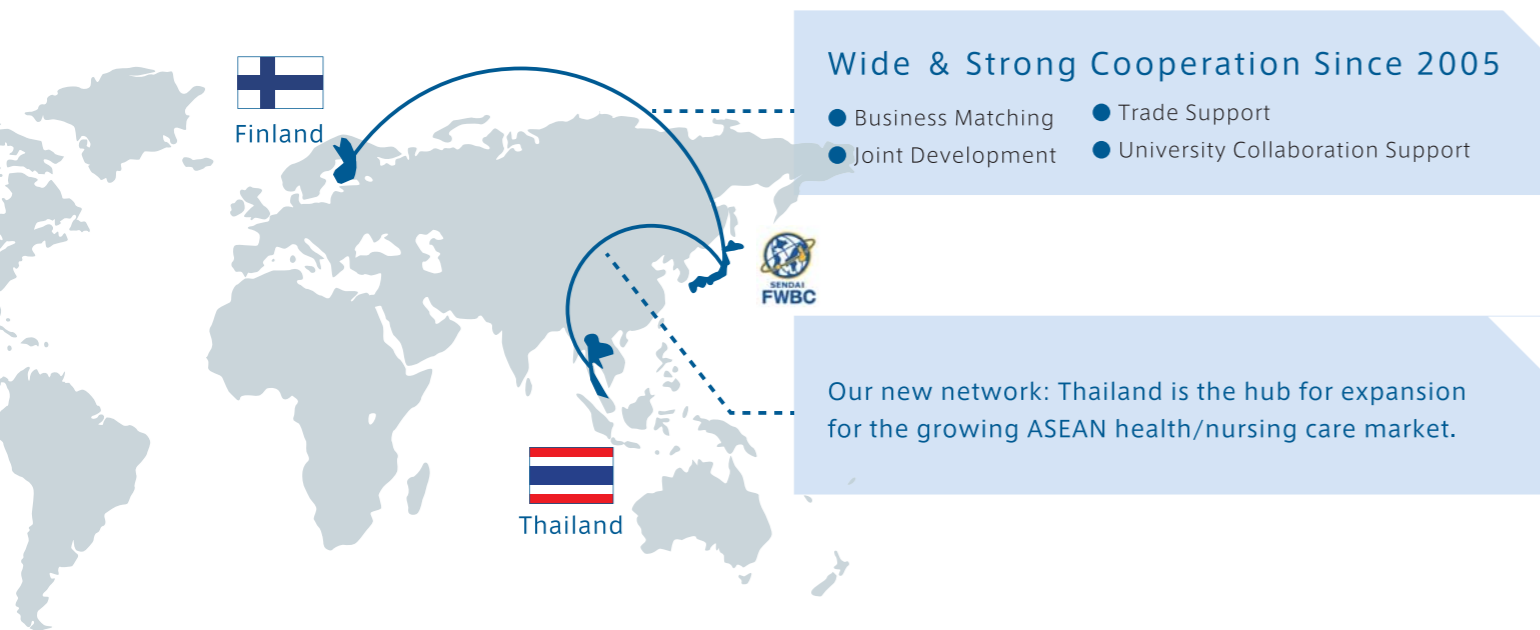 Wide & Strong Cooperation Since 2005
Business Matching
Joint Development
Trade Support
University Collaboration Support
Finland
SENDAI
FWBC
Our new network: Thailand is the hub for expansion
for the growing ASEAN health/nursing care market.
Thailand